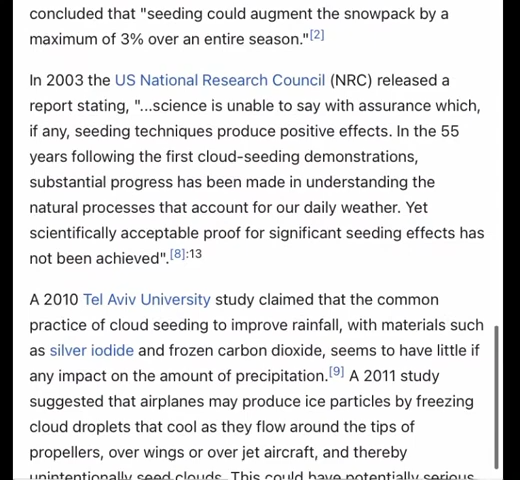 concluded that "seeding could augment the snowpack by a
maximum of 3% over an entire season."[2]
In 2003 the US National Research Council (NRC) released a
report stating, "...science is unable to say with assurance which,
if any, seeding techniques produce positive effects. In the 55
years following the first cloud-seeding demonstrations,
substantial progress has been made in understanding the
natural processes that account for our daily weather. Yet
scientifically acceptable proof for significant seeding effects has
not been achieved".[8]:13
A 2010 Tel Aviv University study claimed that the common
practice of cloud seeding to improve rainfall, with materials such
as silver iodide and frozen carbon dioxide, seems to have little if
any impact on the amount of precipitation.[9] A 2011 study
suggested that airplanes may produce ice particles by freezing
cloud droplets that cool as they flow around the tips of
propellers, over wings or over jet aircraft, and thereby
unintentionally seed clouds. This could have potentially serious